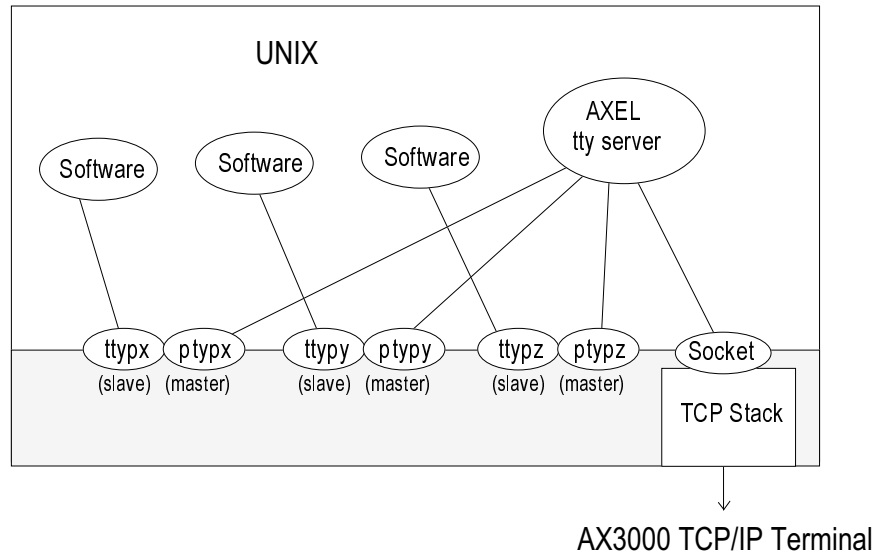 UNIX
AXEL
tty server
Software
Software
Software
ttypx
ptypx
ttypy
ptypy
ttypz
ptypz
Socket
(slave)
(master)
(slave)
(master)
(slave)
(master)
TCP Stack
AX3000 TCP/IP Terminal